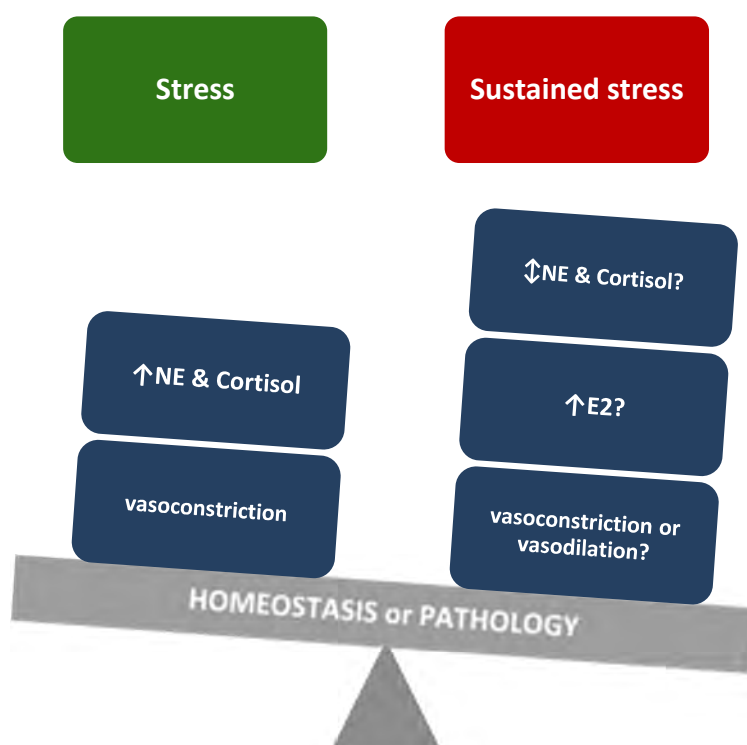 Stress
Sustained stress
↕NE & Cortisol?
↑NE & Cortisol
↑E2?
vasoconstriction
vasoconstriction or
vasodilation?
HOMEOSTASIS or PATHOLOGY